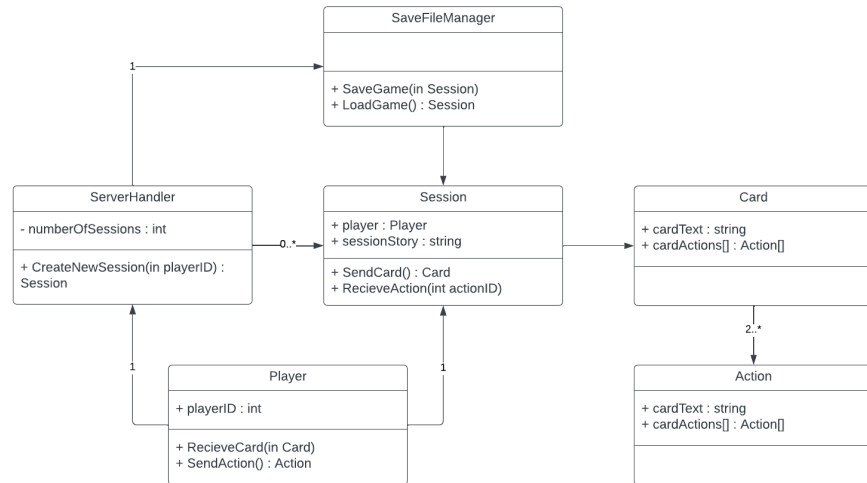 SaveFileManager
+ SaveGame(in Session)
+ LoadGame() : Session
1
ServerHandler
- numberOfSessions : int
+ CreateNewSession(in playerID) :
Session
0..*
Session
+ player : Player
+ sessionStory : string
+ SendCard() : Card
+ RecieveAction(int actionID)
Card
+ cardText : string
+ cardActions[] : Action[]
2..*
1
1
Player
+ playerID : int
+ RecieveCard(in Card)
+ SendAction() : Action
Action
+ cardText : string
+ cardActions[] : Action[]